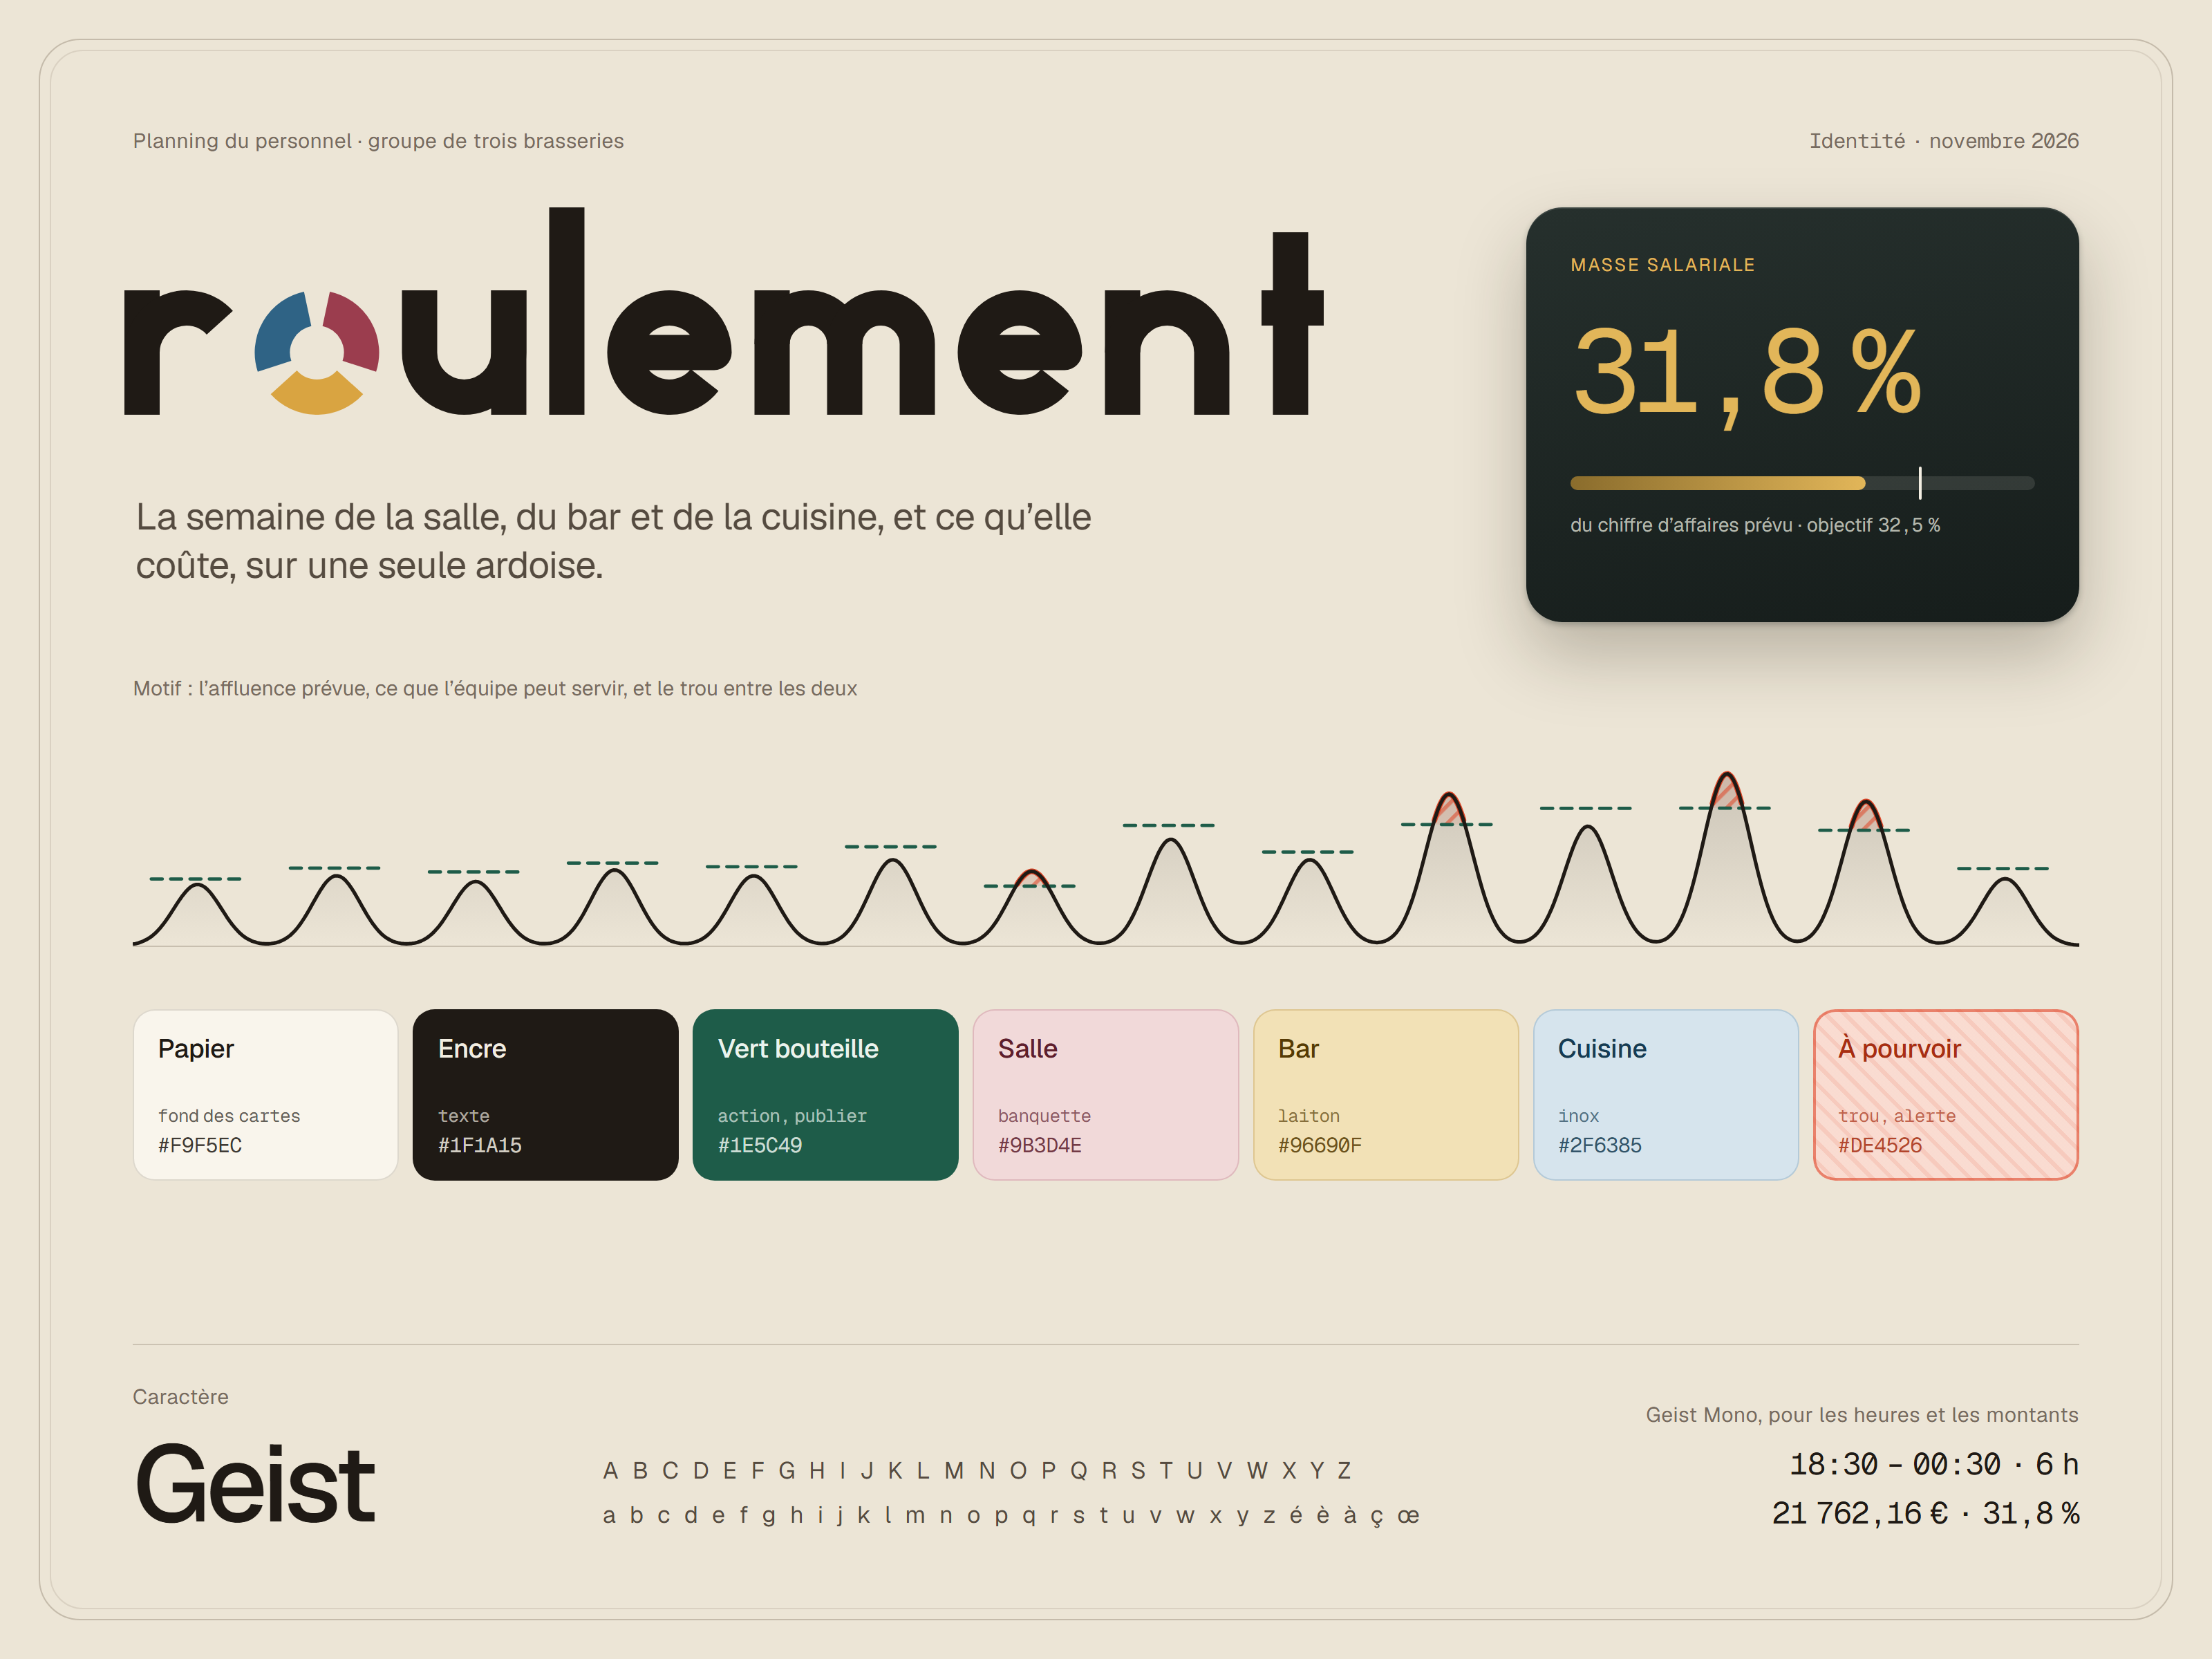 Planning du personnel · groupe de trois brasseries
Identité · novembre 2026
roulement
La semaine de la salle, du bar et de la cuisine, et ce qu’elle
coûte, sur une seule ardoise.
MASSE SALARIALE
31,8 %
du chiffre d’affaires prévu · objectif 32,5 %
Motif : l’affluence prévue, ce que l’équipe peut servir, et le trou entre les deux
Papier
fond des cartes
#F9F5EC
Encre
texte
#1F1A15
Vert bouteille
action, publier
#1E5C49
Salle
banquette
#9B3D4E
Bar
laiton
#96690F
Cuisine
inox
#2F6385
À pourvoir
trou, alerte
#DE4526
Caractère
Geist
A B C D E F G H I J K L M N O P Q R S T U V W X Y Z
a b c d e f g h i j k l m n o p q r s t u v w x y z é è à ç œ
Geist Mono, pour les heures et les montants
18:30 – 00:30 · 6 h
21 762,16 € · 31,8 %